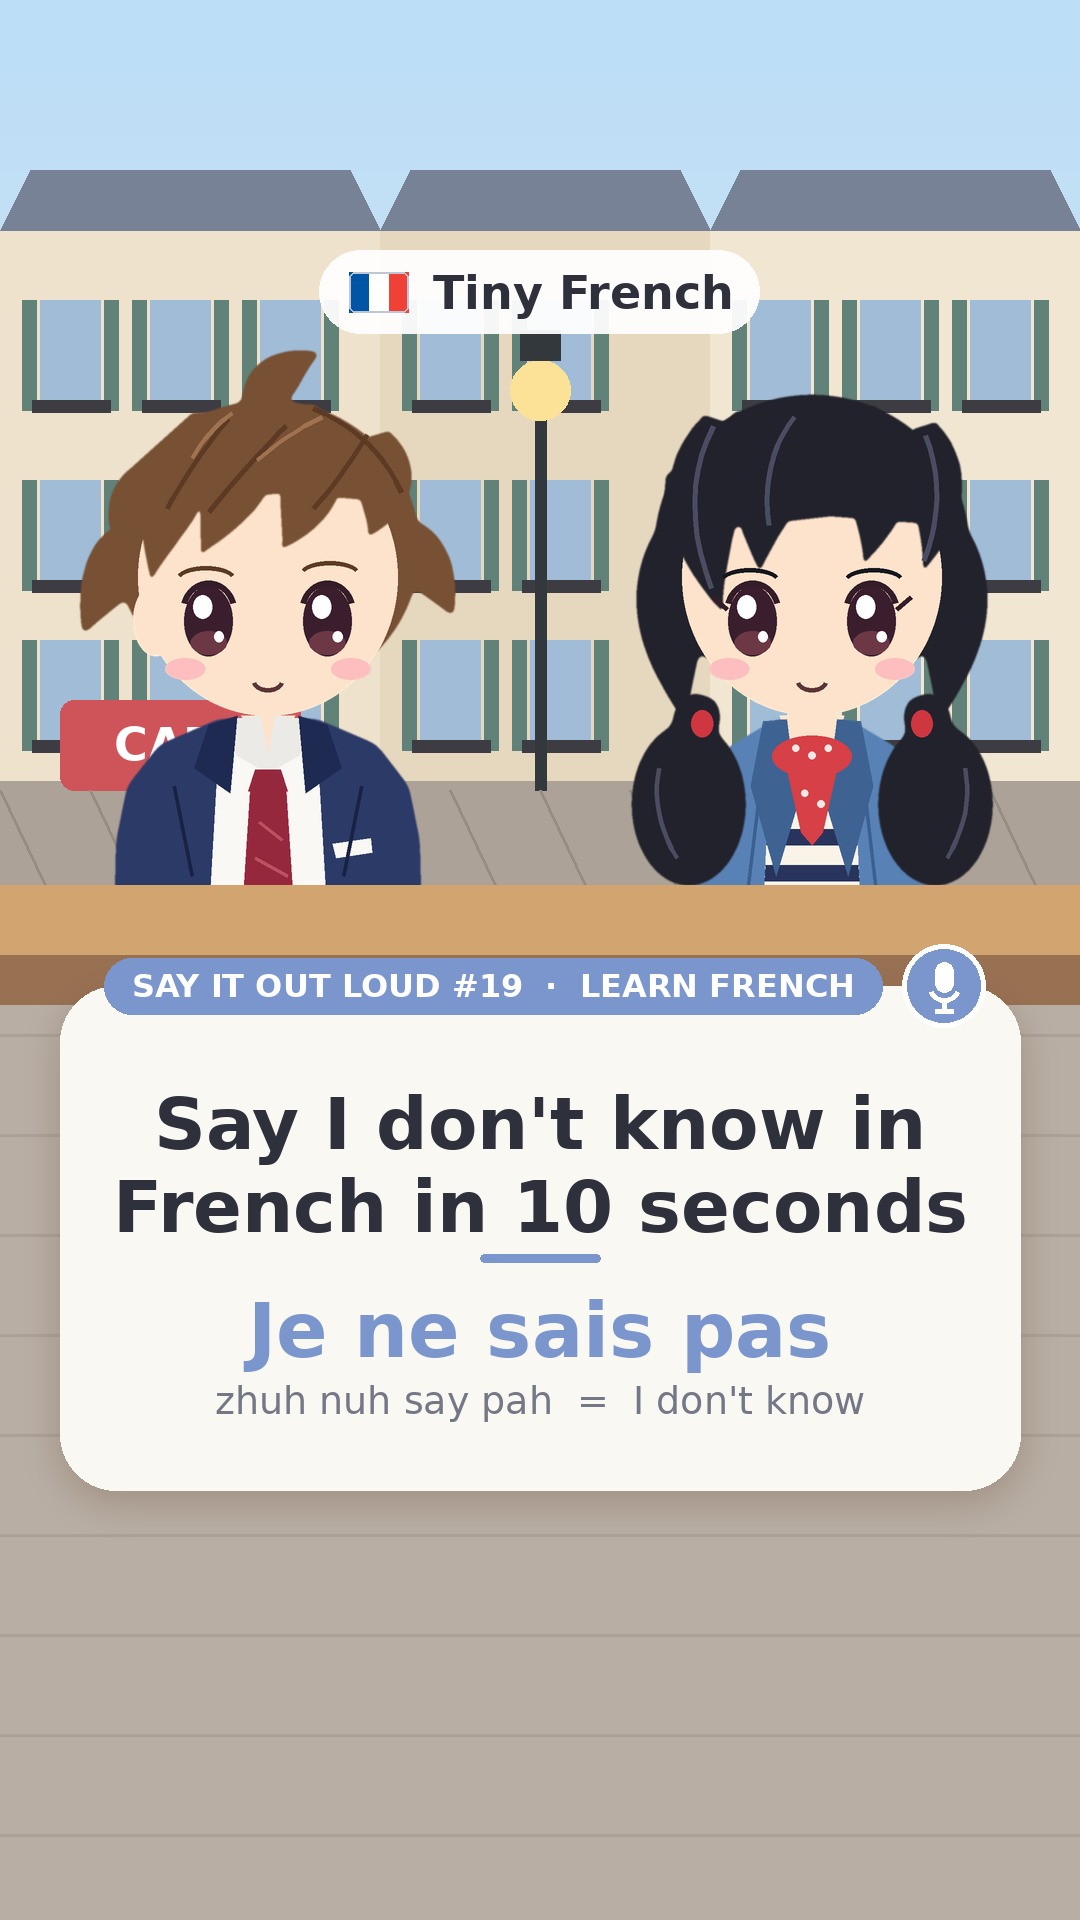 Tiny French
SAY IT OUT LOUD #19 · LEARN FRENCH
Say I don't know in
French in 10 seconds
Je ne sais pas
zhuh nuh say pah = I don't know